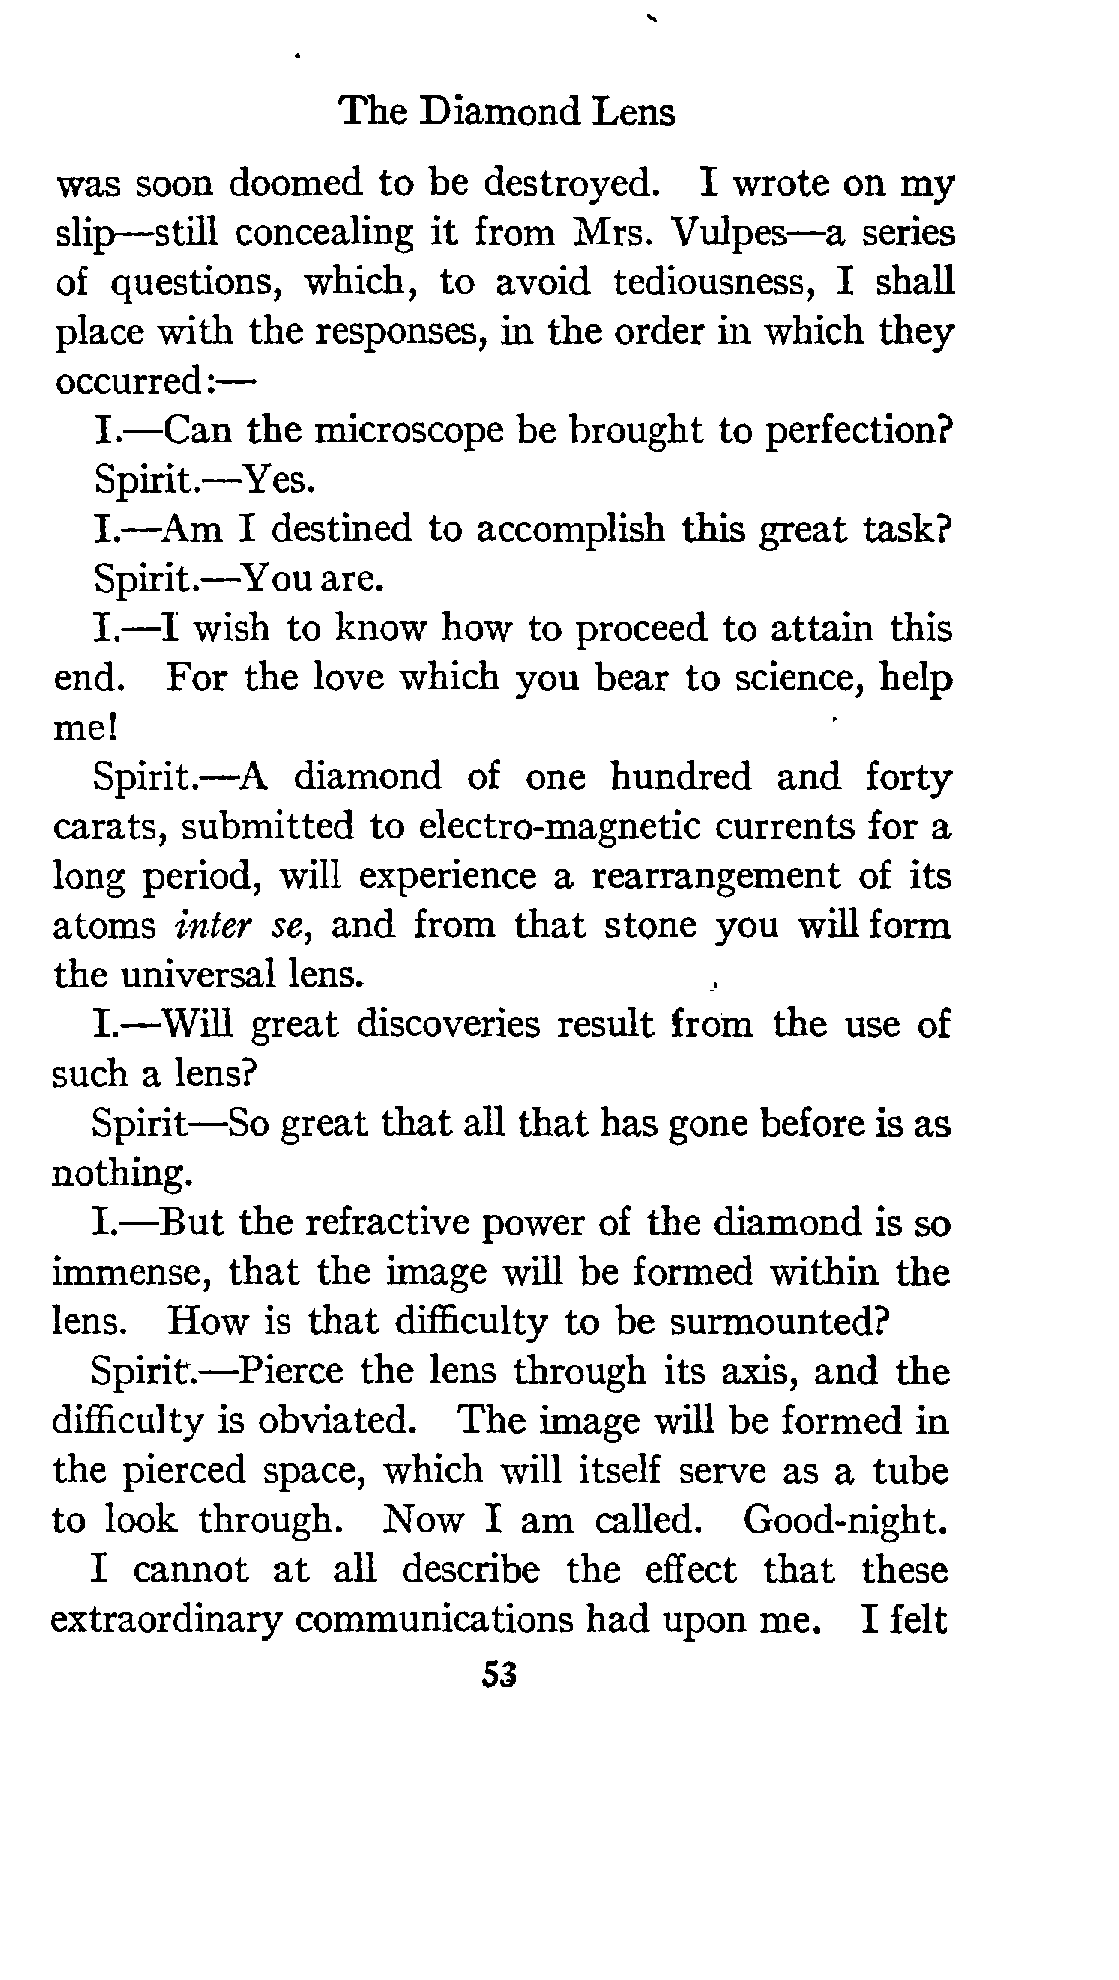 The Diamond Lens
was soon doomed to be destroyed. I wrote on my
slip—still concealing it from Mrs. Vulpes—a series
of questions, which, to avoid tediousness, I shall
place with the responses, in the order in which they
occurred:—
I.—Can the microscope be brought to perfection?
Spirit.—Yes.
I.—Am I destined to accomplish this great task?
Spirit.—You are.
I.—I wish to know how to proceed to attain this
end. For the love which you bear to science, help
me!
Spirit.—A diamond of one hundred and forty
carats, submitted to electro-magnetic currents for a
long period, will experience a rearrangement of its
atoms inter se, and from that stone you will form
the universal lens.
I.—Will great discoveries result from the use of
such a lens?
Spirit—So great that all that has gone before is as
nothing.
I.—But the refractive power of the diamond is so
immense, that the image will be formed within the
lens. How is that difficulty to be surmounted?
Spirit.—Pierce the lens through its axis, and the
difficulty is obviated. The image will be formed in
the pierced space, which will itself serve as a tube
to look through. Now I am called. Good-night.
I cannot at all describe the effect that these
extraordinary communications had upon me. I felt
53